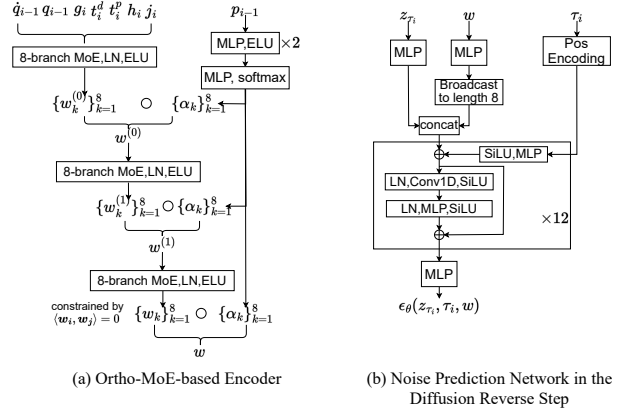 q̇_{i−1} q_{i−1} g_i t_i^d t_i^p h_i j_i
p_{i−1}
8-branch MoE,LN,ELU
MLP,ELU ×2
MLP, softmax
{w_k^{(0)}}_{k=1}^8 ○ {α_k}_{k=1}^8
w^{(0)}
8-branch MoE,LN,ELU
{w_k^{(1)}}_{k=1}^8 ○ {α_k}_{k=1}^8
w^{(1)}
8-branch MoE,LN,ELU
constrained by
⟨w_i, w_j⟩ = 0
{w_k}_{k=1}^8 ○ {α_k}_{k=1}^8
w
(a) Ortho-MoE-based Encoder
z_{τ_i} w τ_i
MLP
MLP
Pos
Encoding
Broadcast
to length 8
concat
⊕
SiLU,MLP
LN,Conv1D,SiLU
LN,MLP,SiLU
×12
⊕
MLP
ϵ_θ(z_{τ_i}, τ_i, w)
(b) Noise Prediction Network in the
Diffusion Reverse Step